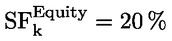 SF_k^Equity = 20 %